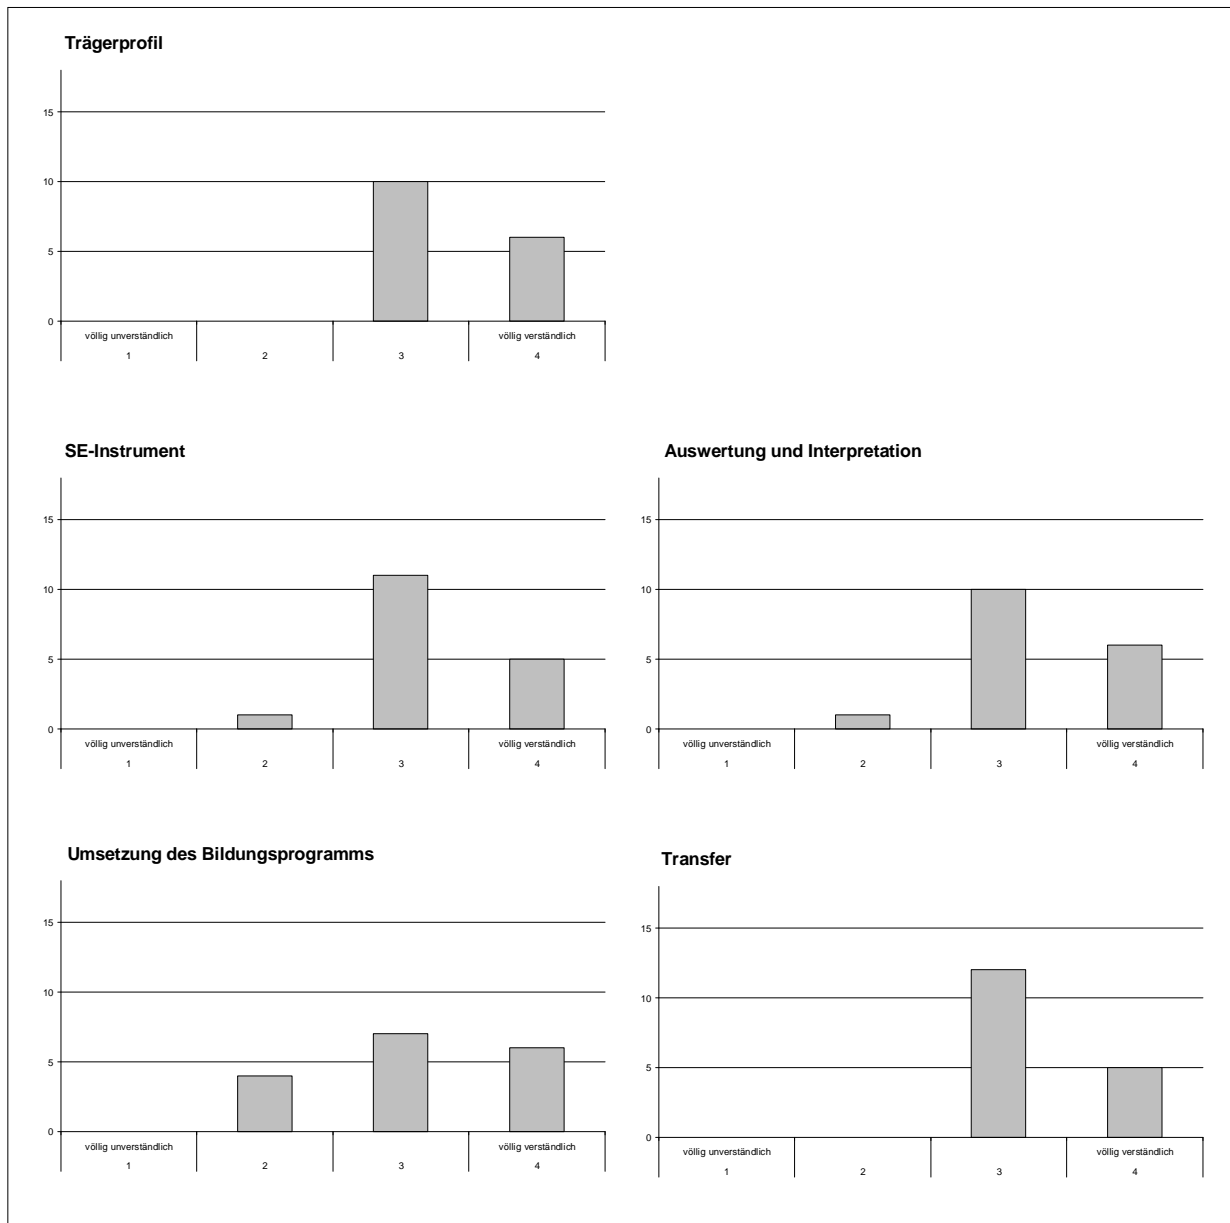 Trägerprofil
15
10
5
0
völlig unverständlich völlig verständlich
1 2 3 4
SE-Instrument
15
10
5
0
völlig unverständlich völlig verständlich
1 2 3 4
Auswertung und Interpretation
15
10
5
0
völlig unverständlich völlig verständlich
1 2 3 4
Umsetzung des Bildungsprogramms
15
10
5
0
völlig unverständlich völlig verständlich
1 2 3 4
Transfer
15
10
5
0
völlig unverständlich völlig verständlich
1 2 3 4